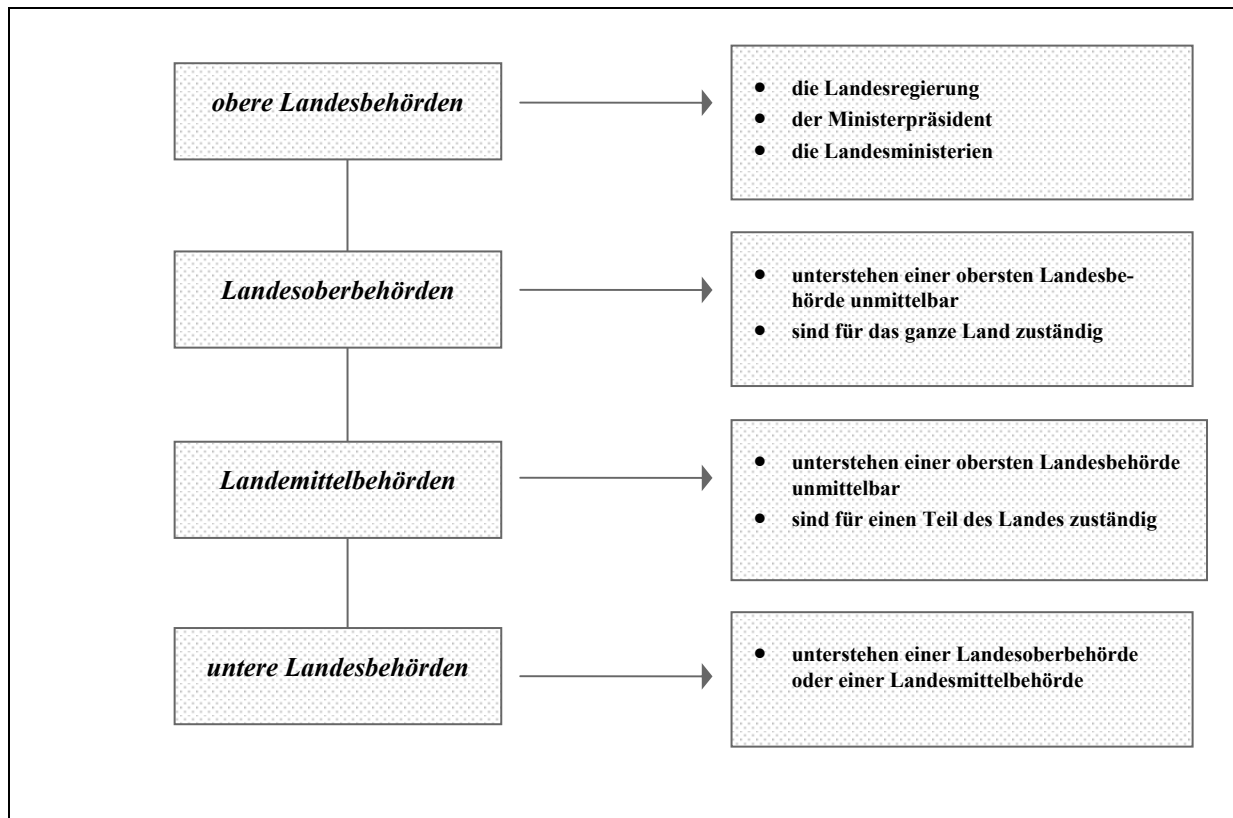 obere Landesbehörden
• die Landesregierung
• der Ministerpräsident
• die Landesministerien
Landesoberbehörden
• unterstehen einer obersten Landesbe-
hörde unmittelbar
• sind für das ganze Land zuständig
Landemittelbehörden
• unterstehen einer obersten Landesbehörde
unmittelbar
• sind für einen Teil des Landes zuständig
untere Landesbehörden
• unterstehen einer Landesoberbehörde
oder einer Landesmittelbehörde